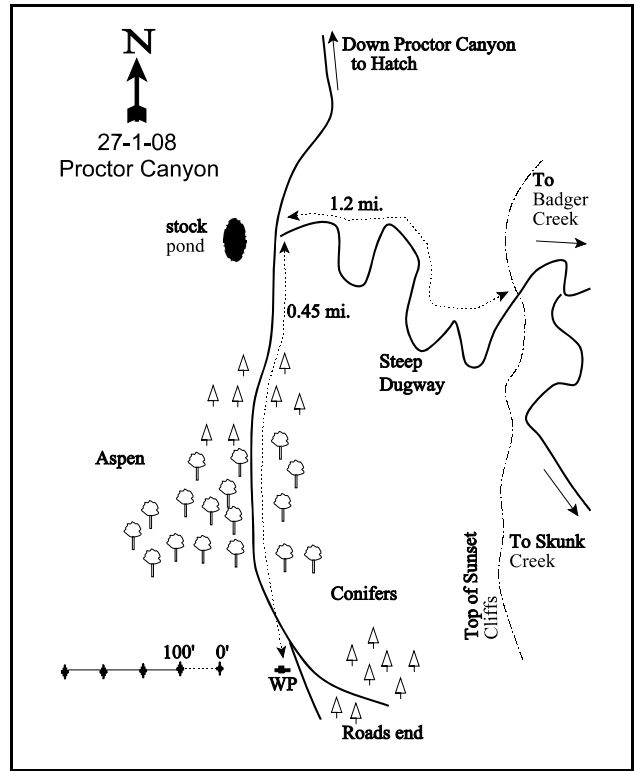 Down Proctor Canyon
to Hatch
N
27-1-08
Proctor Canyon
To
Badger
Creek
1.2 mi.
stock
pond
0.45 mi.
Steep
Dugway
Aspen
To Skunk
Creek
Top of Sunset
Cliffs
Conifers
100' 0'
WP
Roads end